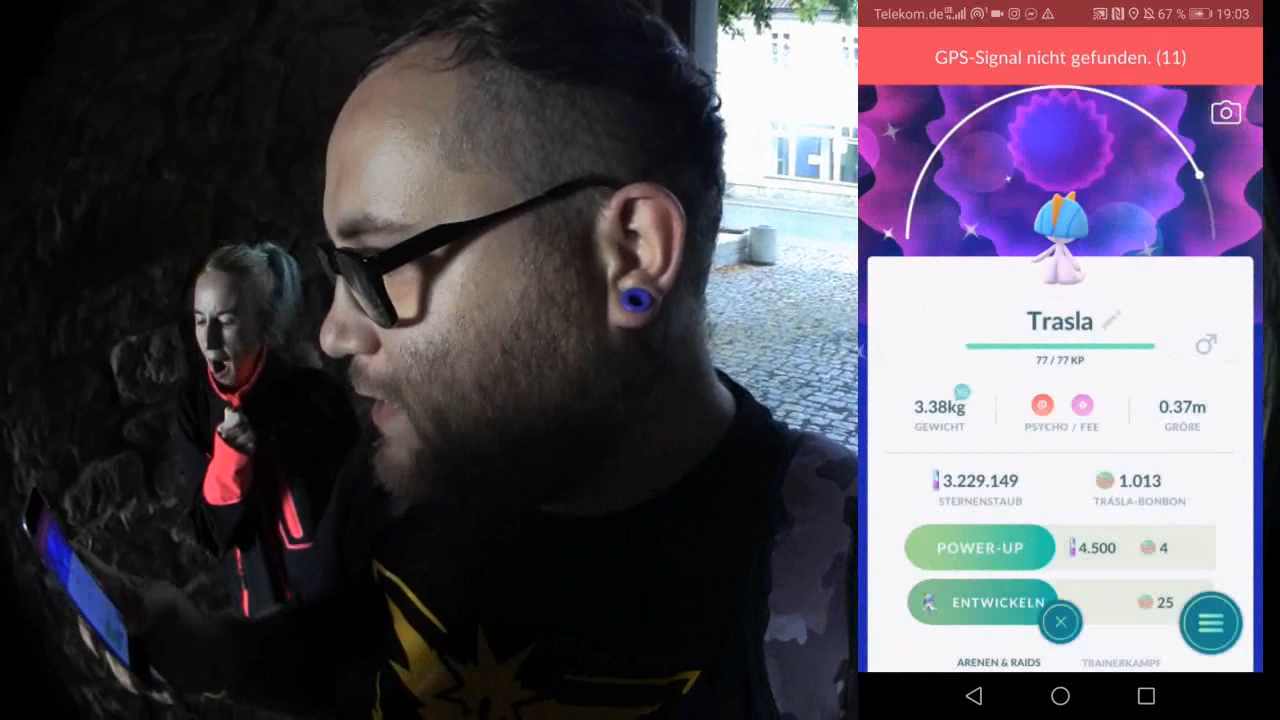 Telekom.de 67 % 19:03
GPS-Signal nicht gefunden. (11)
Trasla
77 / 77 KP
3.38kg
GEWICHT
PSYCHO / FEE
0.37m
GRÖßE
3.229.149
STERNENSTAUB
1.013
TRASLA-BONBON
POWER-UP 4.500 4
ENTWICKELN 25
ARENEN & RAIDS TRAINERKAMPF